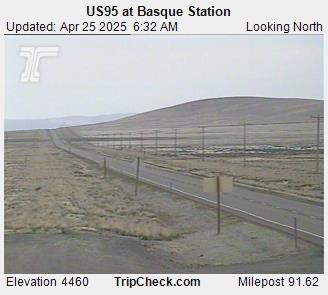 US95 at Basque Station
Updated: Apr 25 2025 6:32 AM Looking North
Elevation 4460 TripCheck.com Milepost 91.62